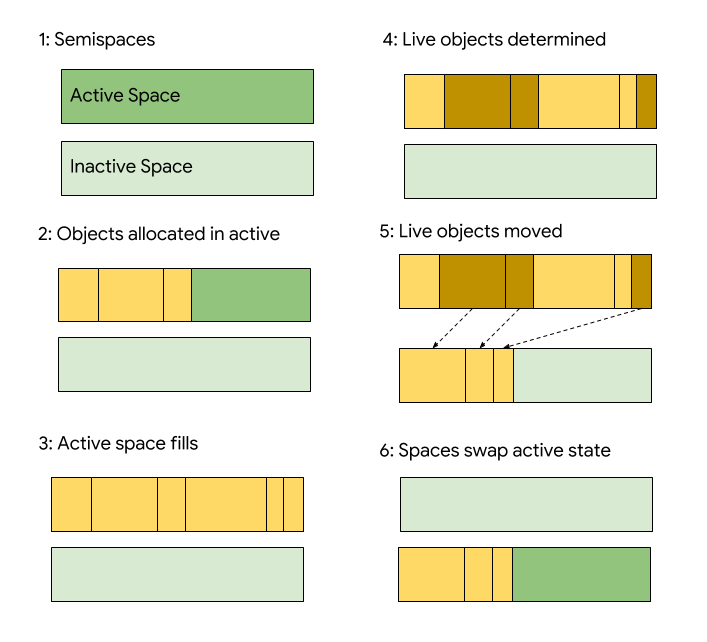 1: Semispaces
Active Space
Inactive Space
2: Objects allocated in active
3: Active space fills
4: Live objects determined
5: Live objects moved
6: Spaces swap active state